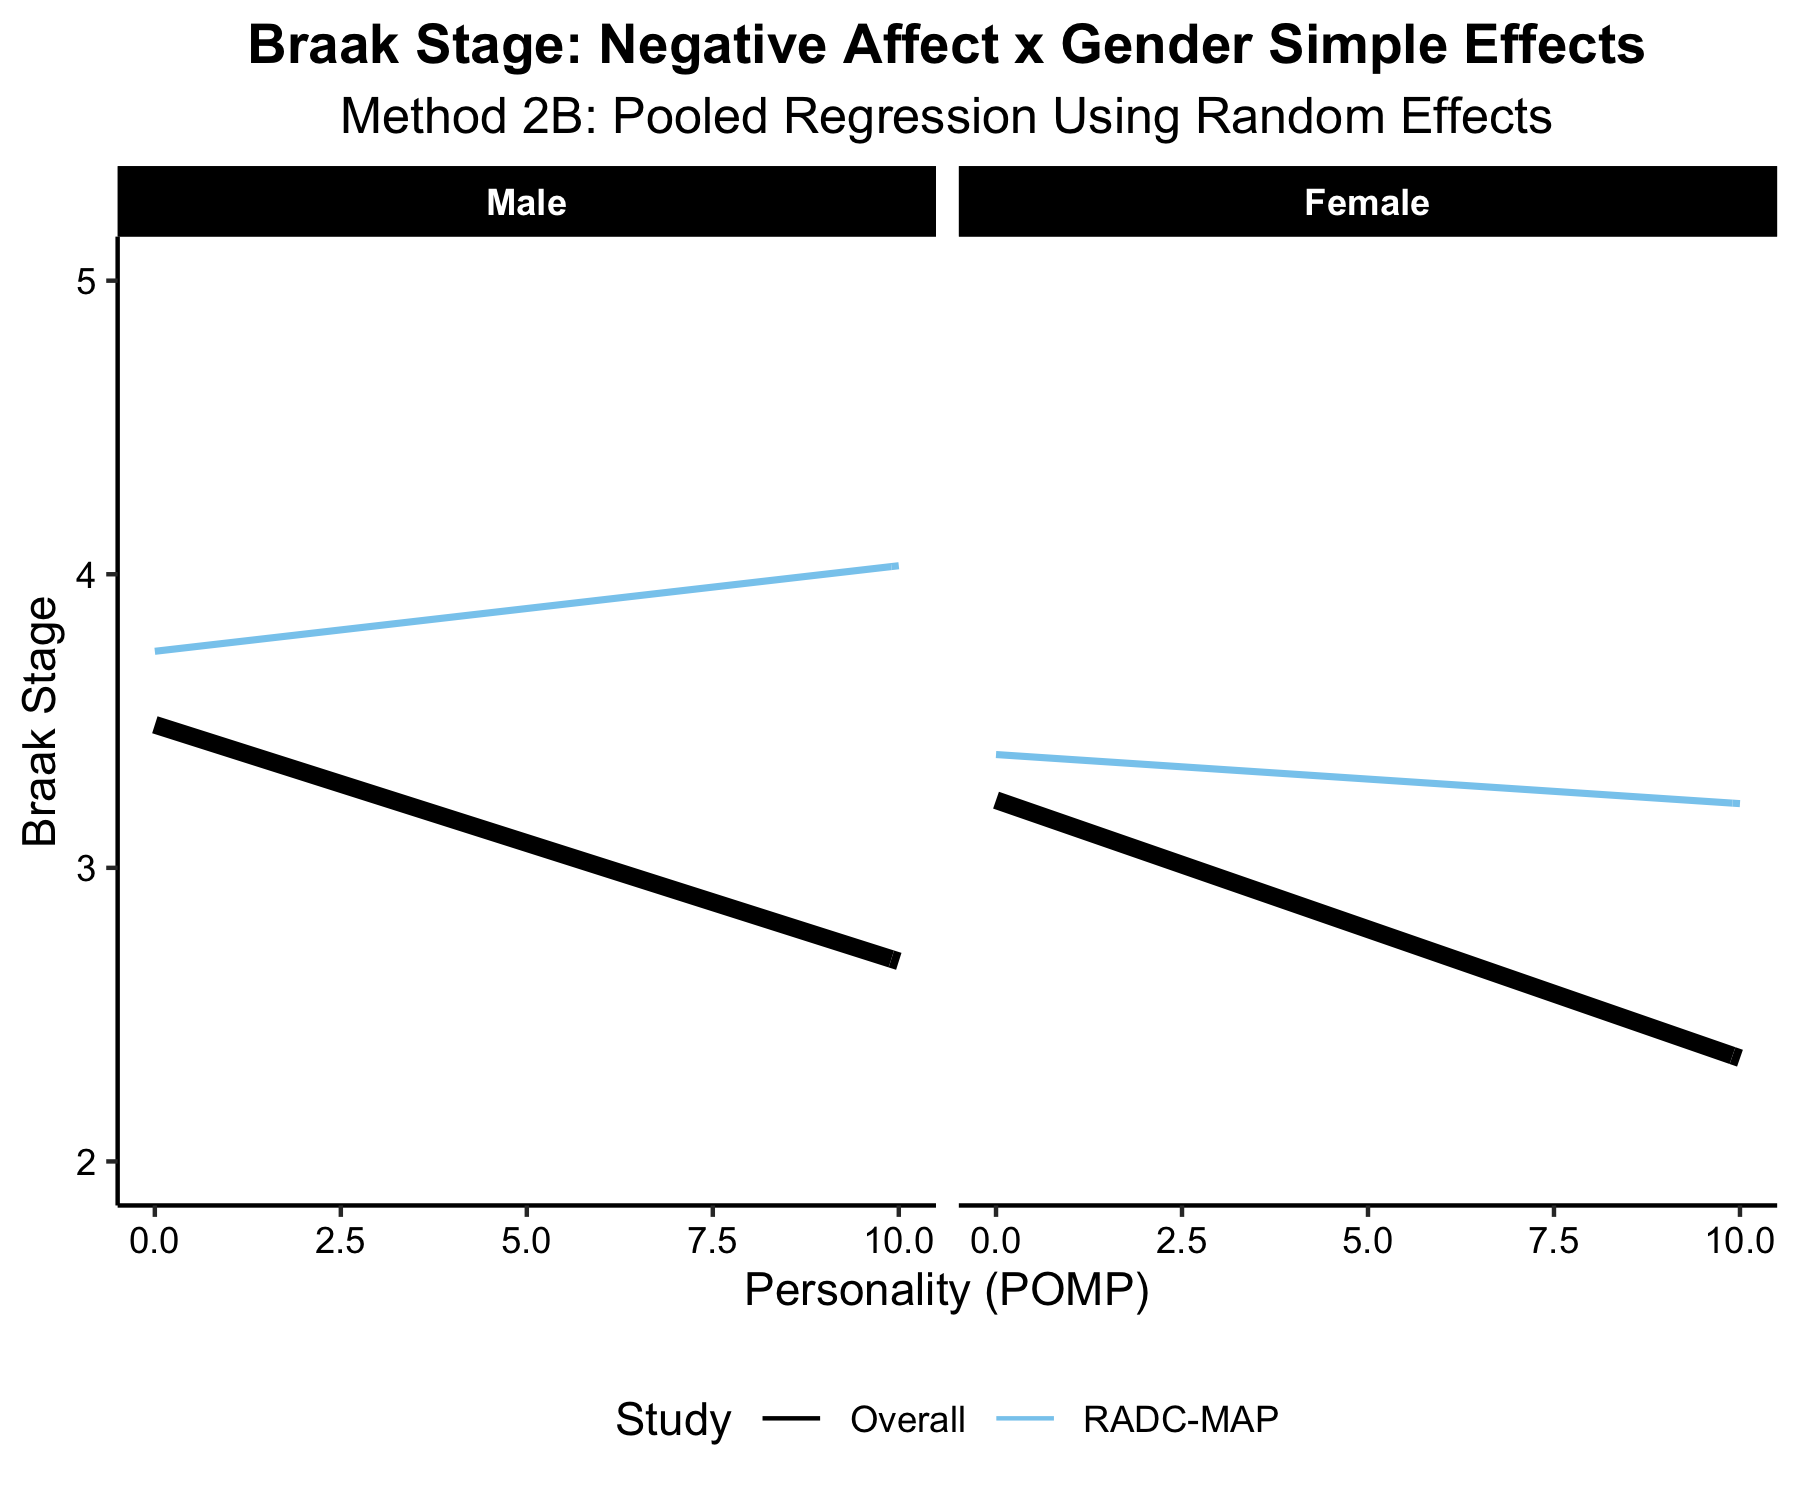 Braak Stage: Negative Affect x Gender Simple Effects
Method 2B: Pooled Regression Using Random Effects
Male
Female
Braak Stage
5
4
3
2
0.0 2.5 5.0 7.5 10.0
0.0 2.5 5.0 7.5 10.0
Personality (POMP)
Study Overall RADC-MAP